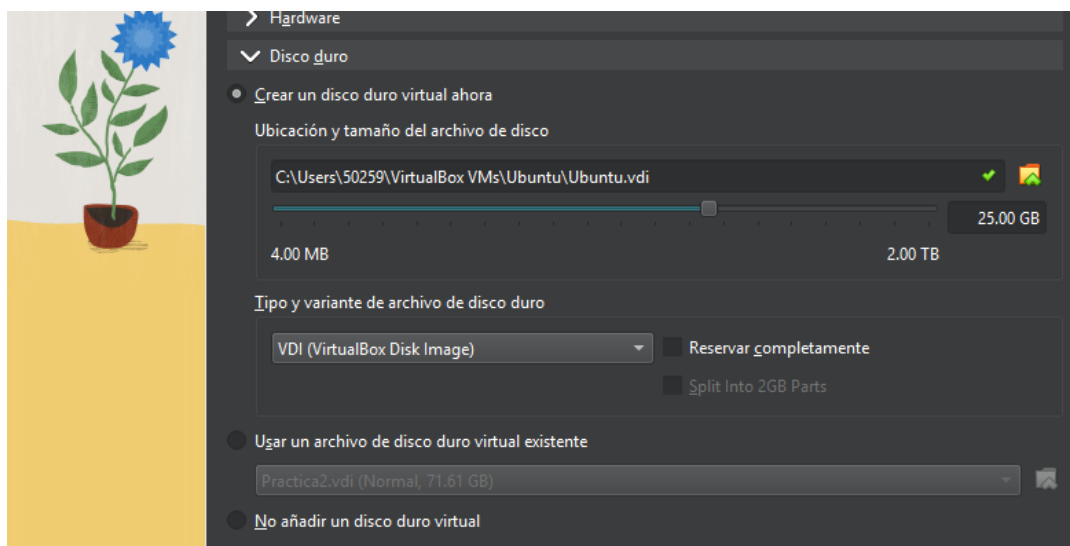 Hardware
Disco duro
Crear un disco duro virtual ahora
Ubicación y tamaño del archivo de disco
C:\Users\50259\VirtualBox VMs\Ubuntu\Ubuntu.vdi
25.00 GB
4.00 MB 2.00 TB
Tipo y variante de archivo de disco duro
VDI (VirtualBox Disk Image) Reservar completamente
Split Into 2GB Parts
Usar un archivo de disco duro virtual existente
Practica2.vdi (Normal, 71.61 GB)
No añadir un disco duro virtual